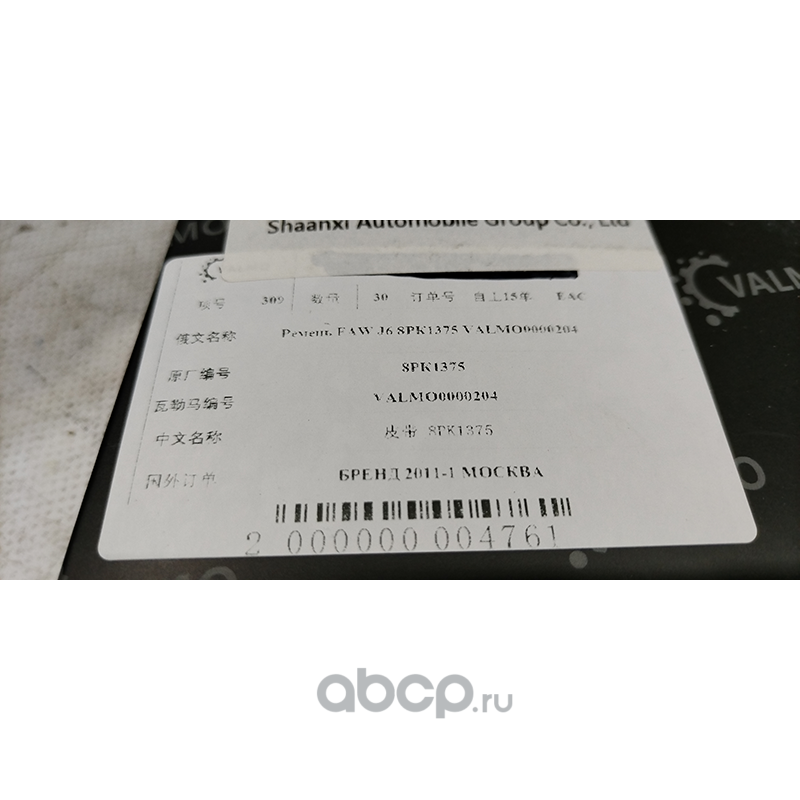 Shaanxi Automobile Group Co., Ltd
VALMO
账号 309 数量 30 订单号 自上15年 EAC
英文名称 Ремень FAW J6 8PK1375 VALMO0000204
原厂编号 8PK1375
瓦勒马编号 VALMO0000204
中文名称 皮带 8PK1375
国外订单 БРЕНД 2011-1 МОСКВА
2 000000 004761
abcp.ru